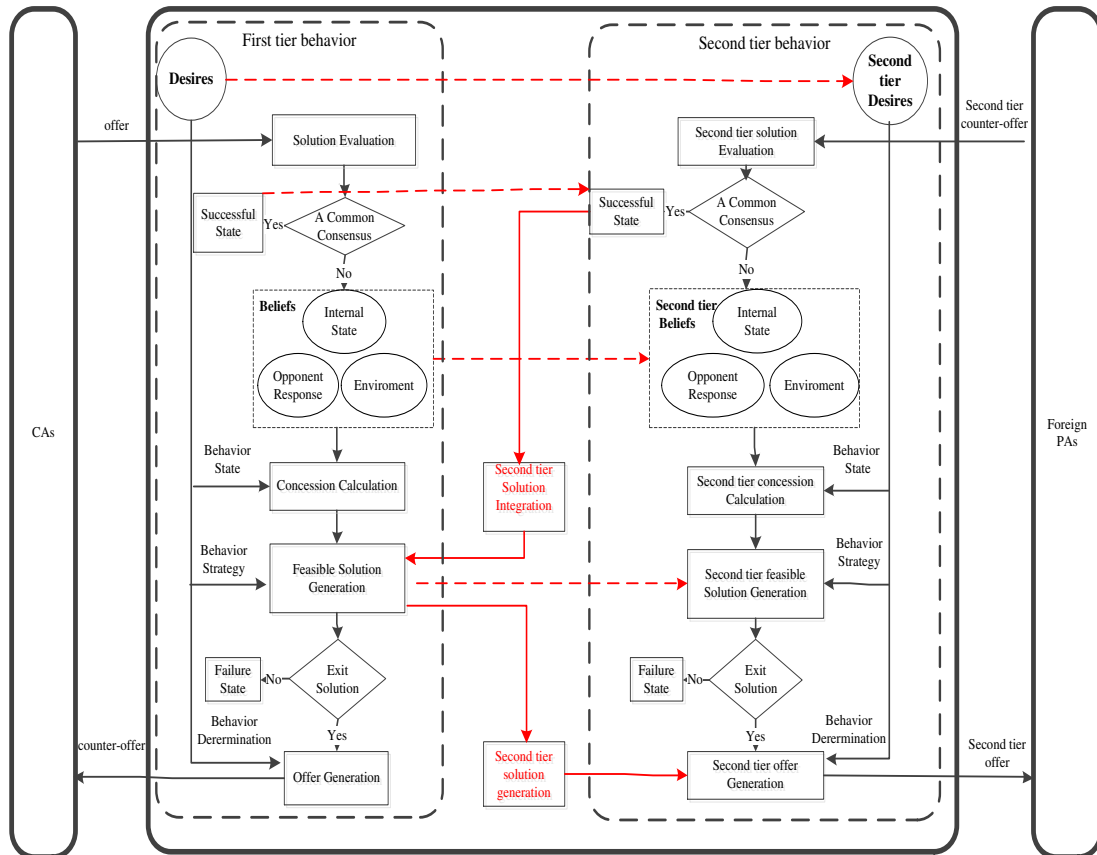 First tier behavior
Second tier behavior
Desires
Second
tier
Desires
offer
Second tier
counter-offer
Solution Evaluation
Second tier solution
Evaluation
Successful
State
Yes
A Common
Consensus
Successful
State
Yes
A Common
Consensus
No
No
Beliefs
Internal
State
Opponent
Response
Enviroment
Second tier
Beliefs
Internal
State
Opponent
Response
Enviroment
CAs
Foreign
PAs
Behavior
State
Concession Calculation
Second tier
Solution
Integration
Second tier concession
Calculation
Behavior
State
Behavior
Strategy
Feasible Solution
Generation
Second tier feasible
Solution Generation
Behavior
Strategy
Failure
State
No
Exit
Solution
Failure
State
No
Exit
Solution
Behavior
Derermination
Yes
Yes
Behavior
Derermination
counter-offer
Offer Generation
Second tier
solution
generation
Second tier offer
Generation
Second tier
offer